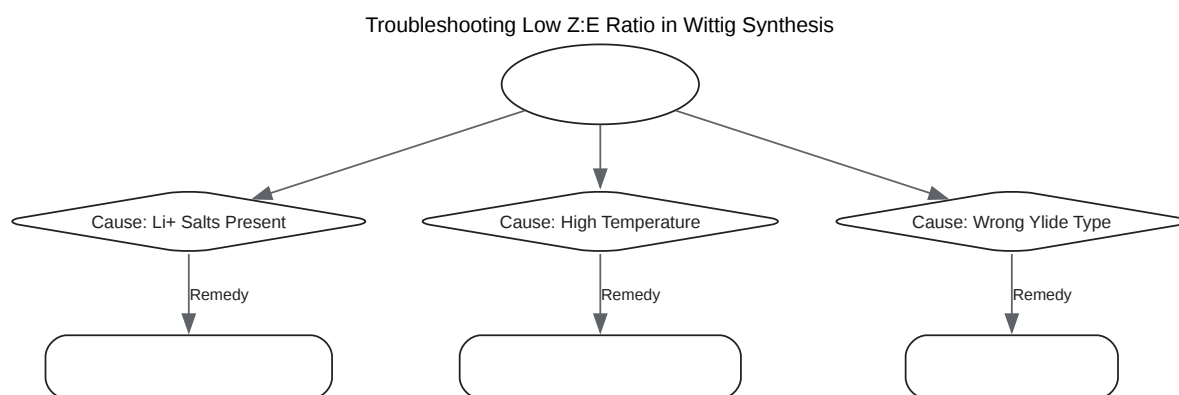 Troubleshooting Low Z:E Ratio in Wittig Synthesis
Cause: Li+ Salts Present
Cause: High Temperature
Cause: Wrong Ylide Type
Remedy
Remedy
Remedy